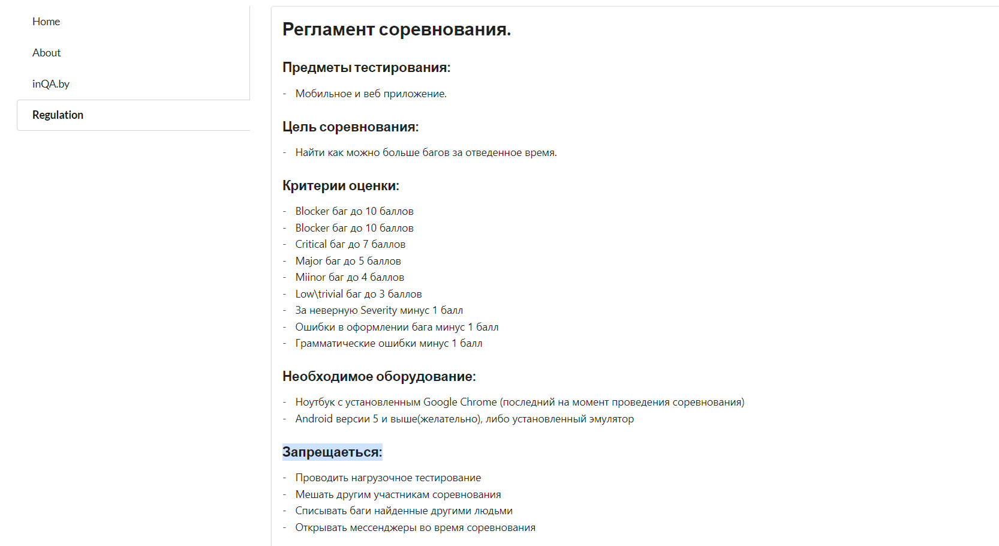 Home
About
inQA.by
Regulation
Регламент соревнования.
Предметы тестирования:
- Мобильное и веб приложение.
Цель соревнования:
- Найти как можно больше багов за отведенное время.
Критерии оценки:
- Blocker баг до 10 баллов
- Blocker баг до 10 баллов
- Critical баг до 7 баллов
- Major баг до 5 баллов
- Miinor баг до 4 баллов
- Low\trivial баг до 3 баллов
- За неверную Severity минус 1 балл
- Ошибки в оформлении бага минус 1 балл
- Грамматические ошибки минус 1 балл
Необходимое оборудование:
- Ноутбук с установленным Google Chrome (последний на момент проведения соревнования)
- Android версии 5 и выше(желательно), либо установленный эмулятор
Запрещаеться:
- Проводить нагрузочное тестирование
- Мешать другим участникам соревнования
- Списывать баги найденные другими людьми
- Открывать мессенджеры во время соревнования